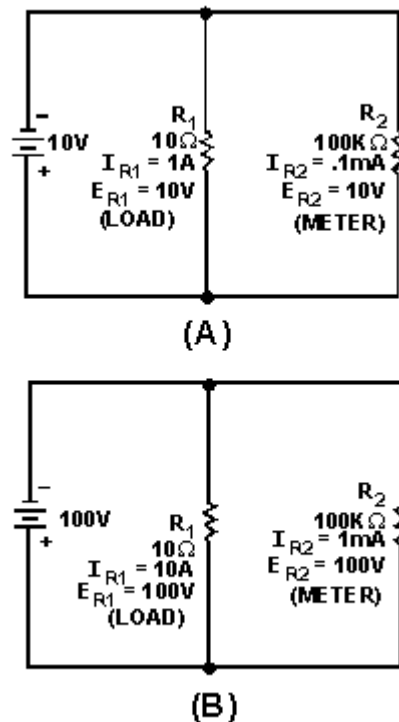 −
10V
+
R1
10Ω
IR1 = 1A
ER1 = 10V
(LOAD)
R2
100KΩ
IR2 = .1mA
ER2 = 10V
(METER)
(A)
−
100V
+
R1
10Ω
IR1 = 10A
ER1 = 100V
(LOAD)
R2
100KΩ
IR2 = 1mA
ER2 = 100V
(METER)
(B)